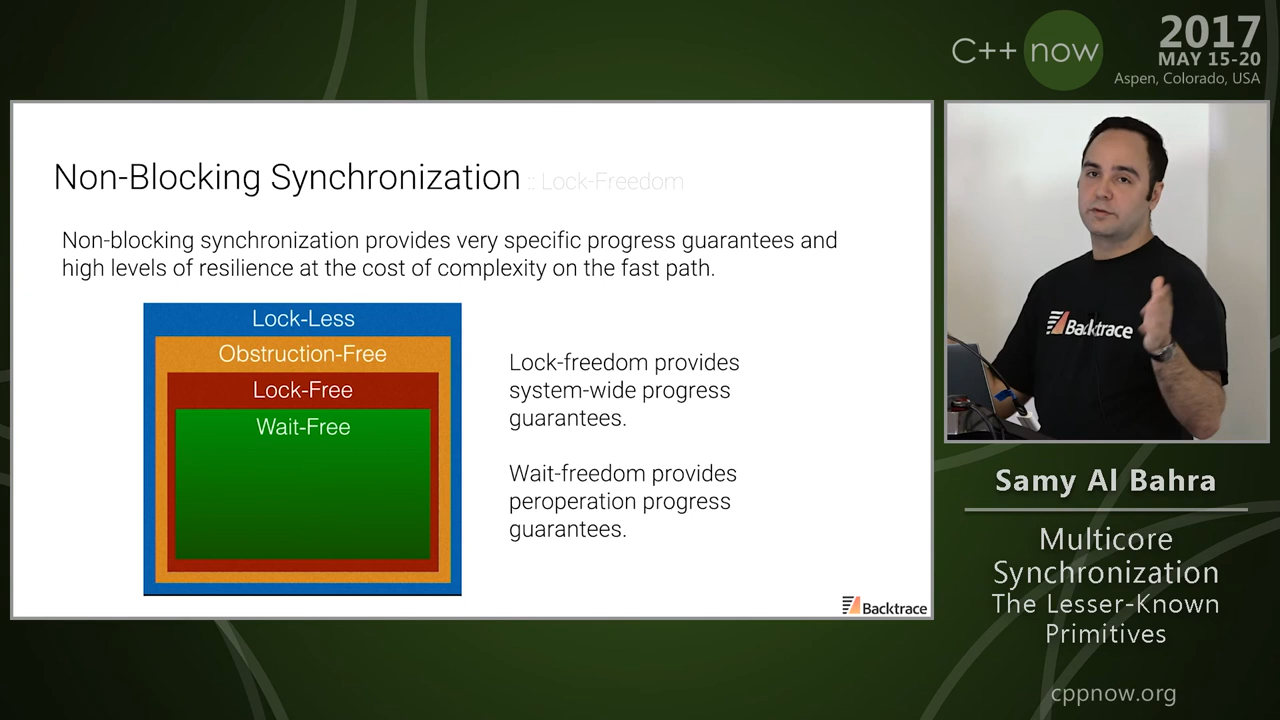 C++ now
2017
MAY 15-20
Aspen, Colorado, USA
Non-Blocking Synchronization :: Lock-Freedom
Non-blocking synchronization provides very specific progress guarantees and
high levels of resilience at the cost of complexity on the fast path.
Lock-Less
Obstruction-Free
Lock-Free
Wait-Free
Lock-freedom provides
system-wide progress
guarantees.
Wait-freedom provides
peroperation progress
guarantees.
Backtrace
Backtrace
Samy Al Bahra
Multicore
Synchronization
The Lesser-Known
Primitives
cppnow.org